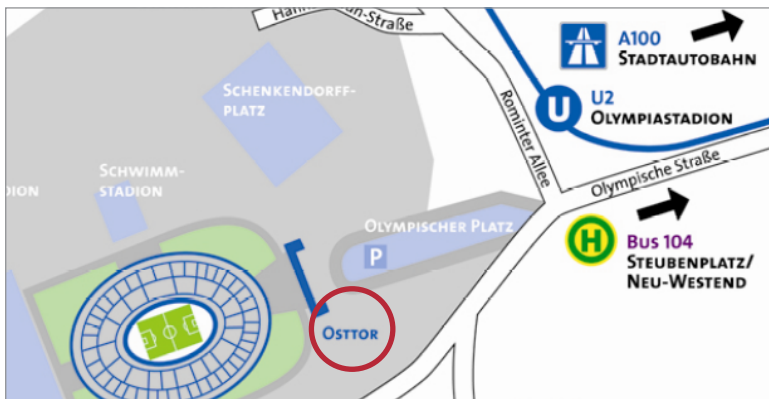 A100
STADTAUTOBAHN
U
U2
OLYMPIASTADION
SCHENKENDORFF-
PLATZ
Rominter Allee
Olympische Straße
SCHWIMM-
STADION
DION
OLYMPISCHER PLATZ
P
H
Bus 104
STEUBENPLATZ/
NEU-WESTEND
OSTTOR